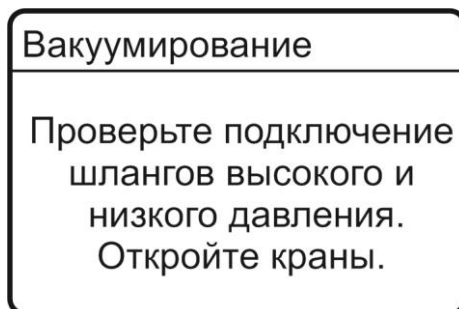 Вакуумирование
Проверьте подключение
шлангов высокого и
низкого давления.
Откройте краны.